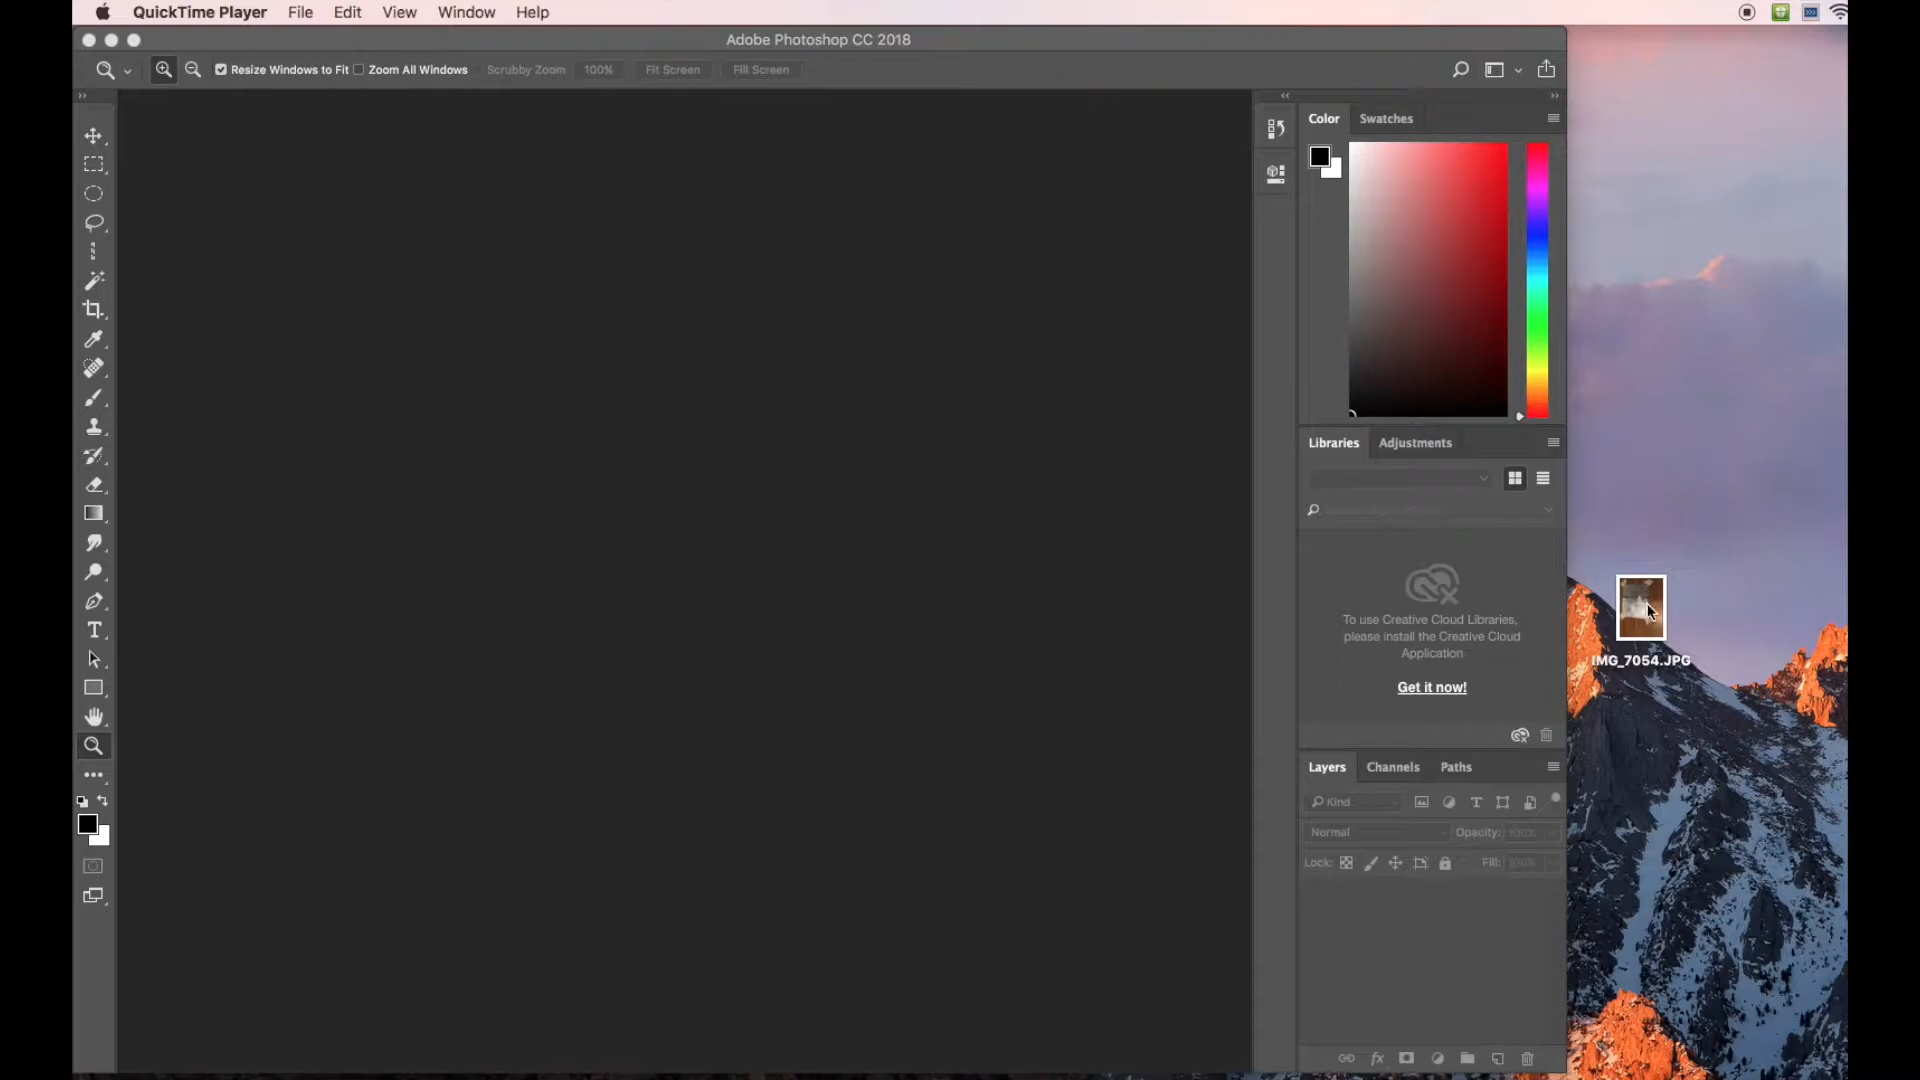 QuickTime Player File Edit View Window Help
Adobe Photoshop CC 2018
Resize Windows to Fit Zoom All Windows Scrubby Zoom 100% Fit Screen Fill Screen
Color Swatches
Libraries Adjustments
To use Creative Cloud Libraries,
please install the Creative Cloud
Application
Get it now!
IMG_7054.JPG
Layers Channels Paths
Kind
Normal Opacity: 100%
Lock: Fill: 100%